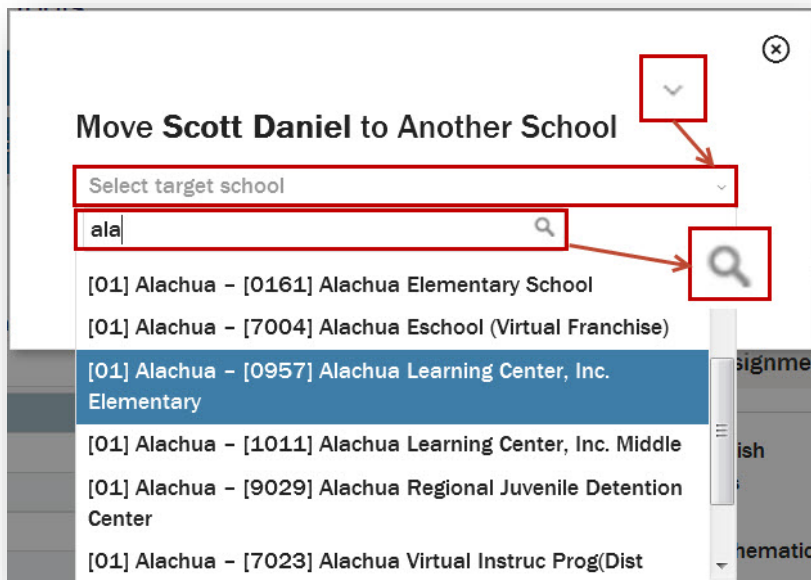 Move Scott Daniel to Another School
Select target school
ala
[01] Alachua – [0161] Alachua Elementary School
[01] Alachua – [7004] Alachua Eschool (Virtual Franchise)
[01] Alachua – [0957] Alachua Learning Center, Inc.
Elementary
[01] Alachua – [1011] Alachua Learning Center, Inc. Middle
[01] Alachua – [9029] Alachua Regional Juvenile Detention
Center
[01] Alachua – [7023] Alachua Virtual Instruc Prog(Dist